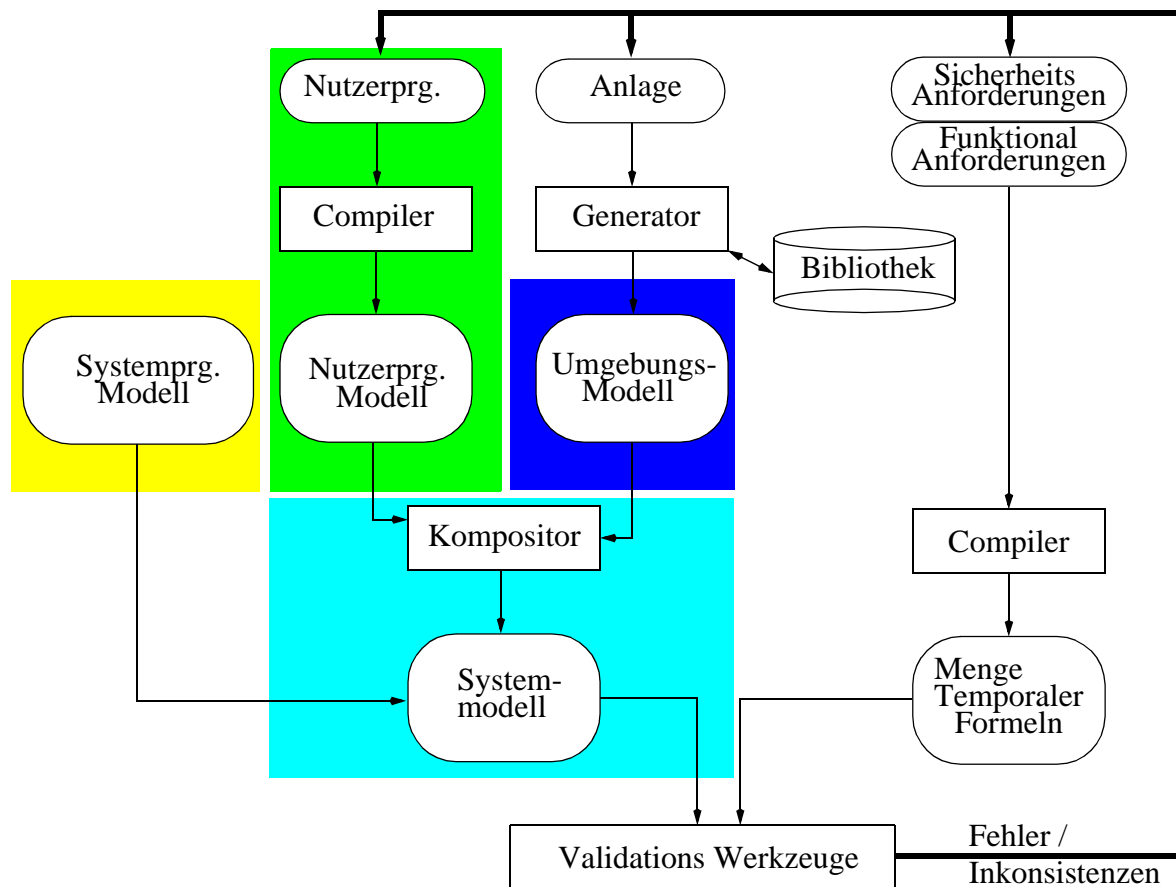 Nutzerprg.
Anlage
Sicherheits
Anforderungen
Funktional
Anforderungen
Compiler
Generator
Bibliothek
Systemprg.
Modell
Nutzerprg.
Modell
Umgebungs-
Modell
Kompositor
Compiler
System-
modell
Menge
Temporaler
Formeln
Validations Werkzeuge
Fehler /
Inkonsistenzen